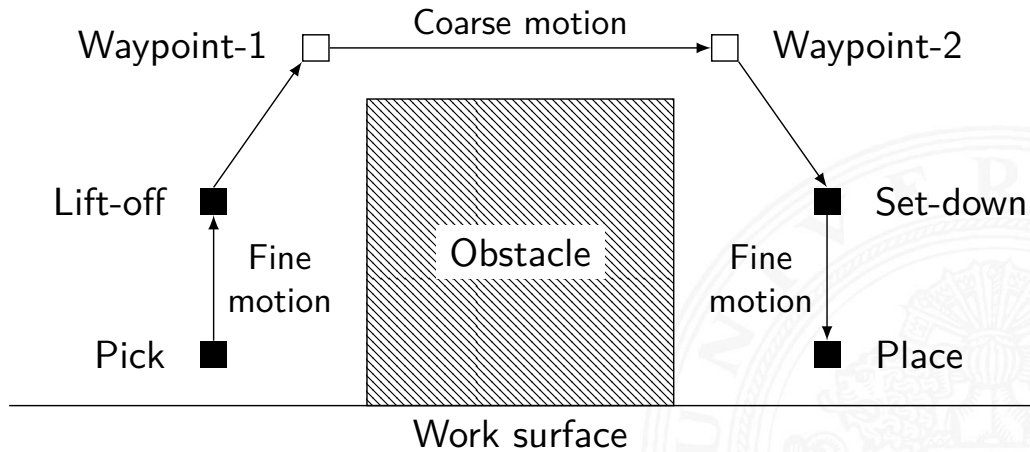 Coarse motion
Waypoint-1
Waypoint-2
Lift-off
Set-down
Obstacle
Fine
motion
Fine
motion
Pick
Place
Work surface